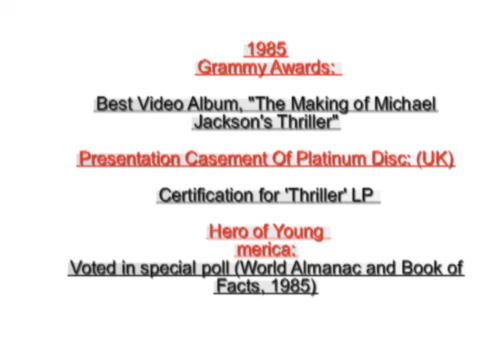 1985
Grammy Awards:
Best Video Album, "The Making of Michael
Jackson's Thriller"
Presentation Casement Of Platinum Disc: (UK)
Certification for 'Thriller' LP
Hero of Young
merica:
Voted in special poll (World Almanac and Book of
Facts, 1985)